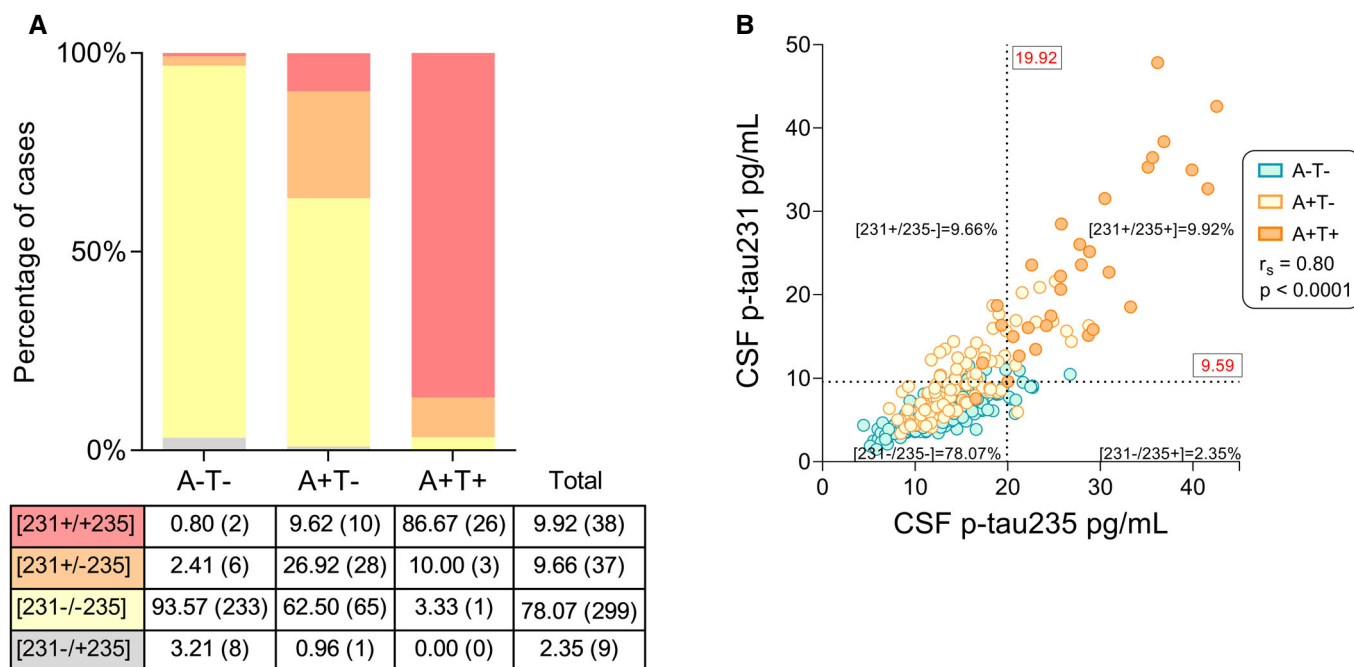 A
100%
50%
0%
Percentage of cases
A-T- A+T- A+T+ Total
[231+/+235] 0.80 (2) 9.62 (10) 86.67 (26) 9.92 (38)
[231+/-235] 2.41 (6) 26.92 (28) 10.00 (3) 9.66 (37)
[231-/-235] 93.57 (233) 62.50 (65) 3.33 (1) 78.07 (299)
[231-/+235] 3.21 (8) 0.96 (1) 0.00 (0) 2.35 (9)
B
50
40
30
20
10
0
CSF p-tau231 pg/mL
19.92
[231+/235-]=9.66% [231+/235+]=9.92%
9.59
[231-/235-]=78.07% [231-/235+]=2.35%
0 10 20 30 40
CSF p-tau235 pg/mL
A-T-
A+T-
A+T+
rs = 0.80
p < 0.0001